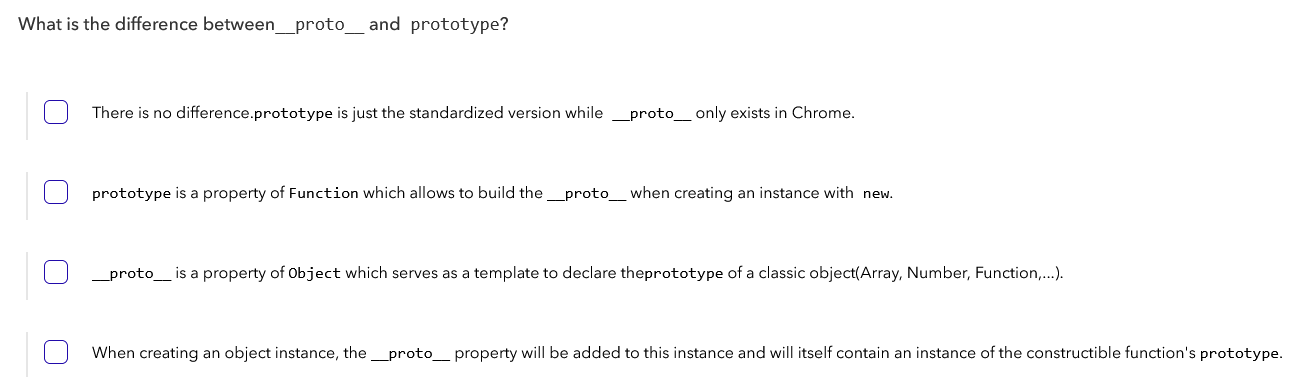 What is the difference between__proto__ and prototype?
There is no difference.prototype is just the standardized version while __proto__ only exists in Chrome.
prototype is a property of Function which allows to build the __proto__ when creating an instance with new.
__proto__ is a property of Object which serves as a template to declare theprototype of a classic object(Array, Number, Function,...).
When creating an object instance, the __proto__ property will be added to this instance and will itself contain an instance of the constructible function's prototype.